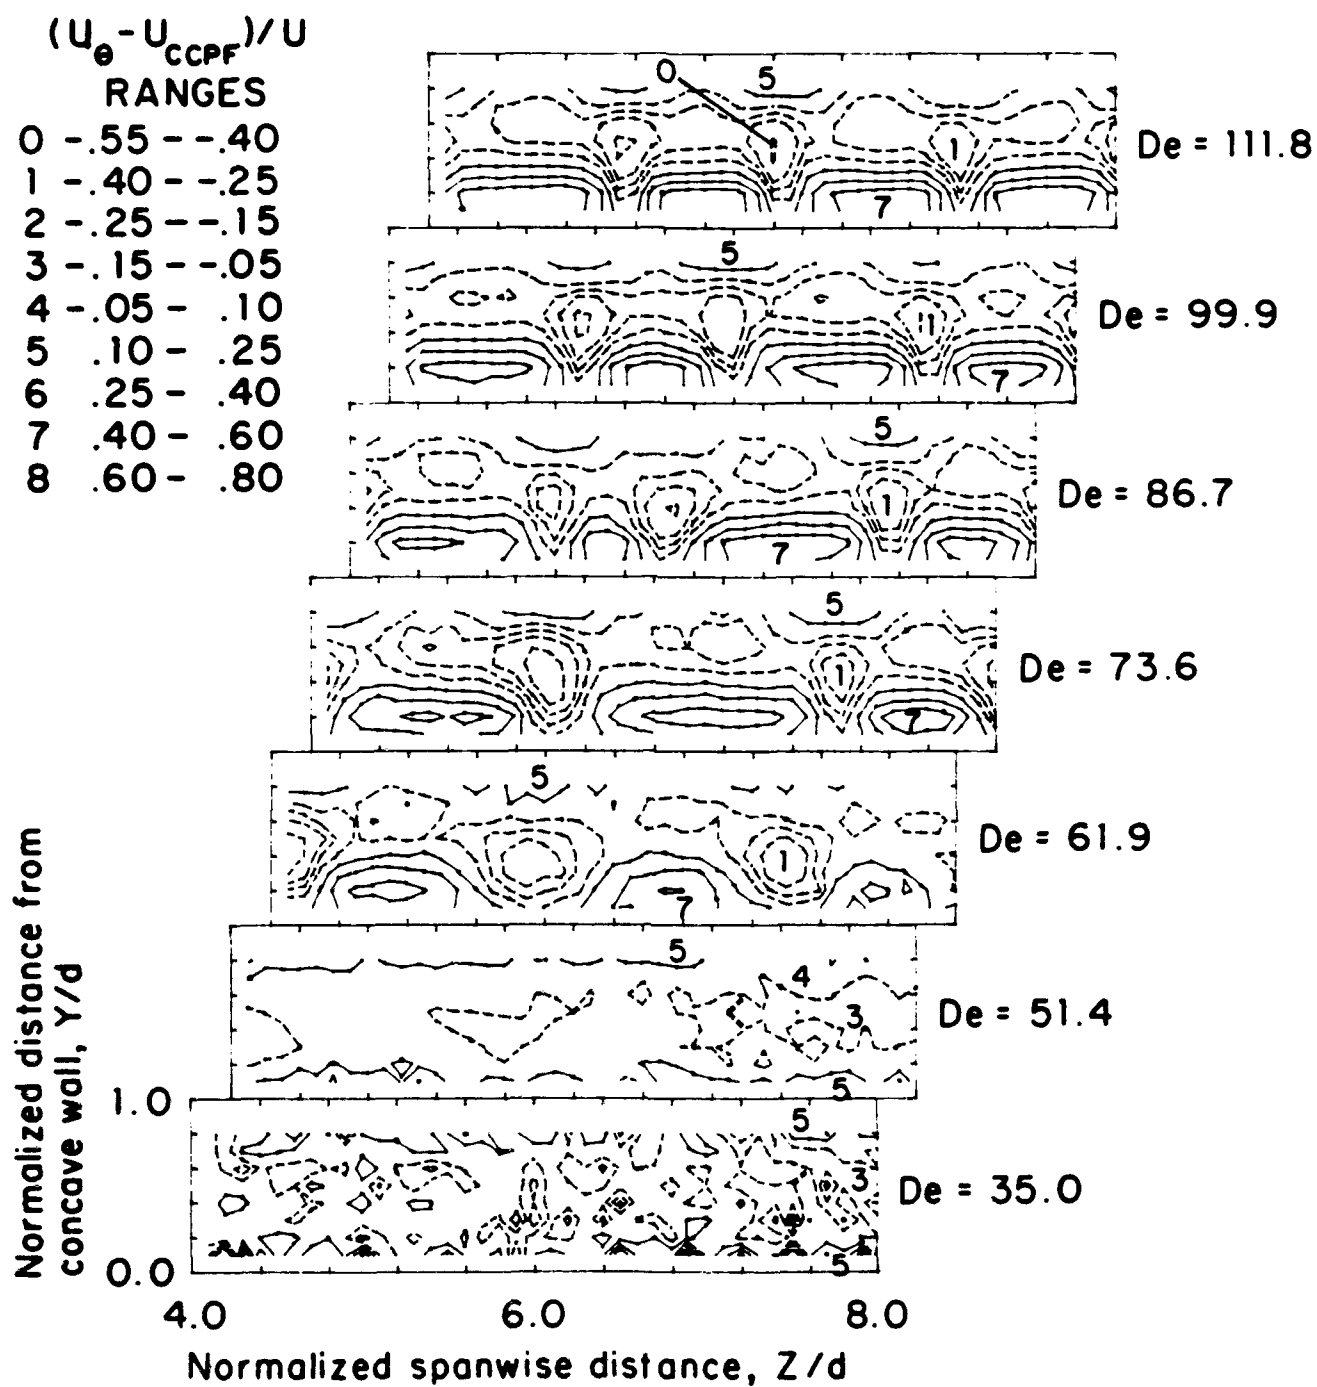 (Uθ-UCCPF)/U
RANGES
0 -.55 - -.40
1 -.40 - -.25
2 -.25 - -.15
3 -.15 - -.05
4 -.05 - .10
5 .10 - .25
6 .25 - .40
7 .40 - .60
8 .60 - .80
0 5
1
7
De = 111.8
5
1
7
De = 99.9
5
1
7
De = 86.7
5
1
7
De = 73.6
5
1
7
De = 61.9
5
4
3
5
De = 51.4
5
3
5
De = 35.0
Normalized distance from
concave wall, Y/d
1.0
0.0
4.0 6.0 8.0
Normalized spanwise distance, Z/d